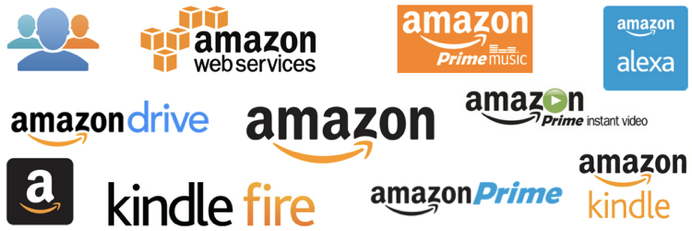 amazon
web services
amazon
Prime music
amazon
alexa
amazon drive
amazon
amazon
Prime instant video
a
kindle fire
amazon Prime
amazon
kindle